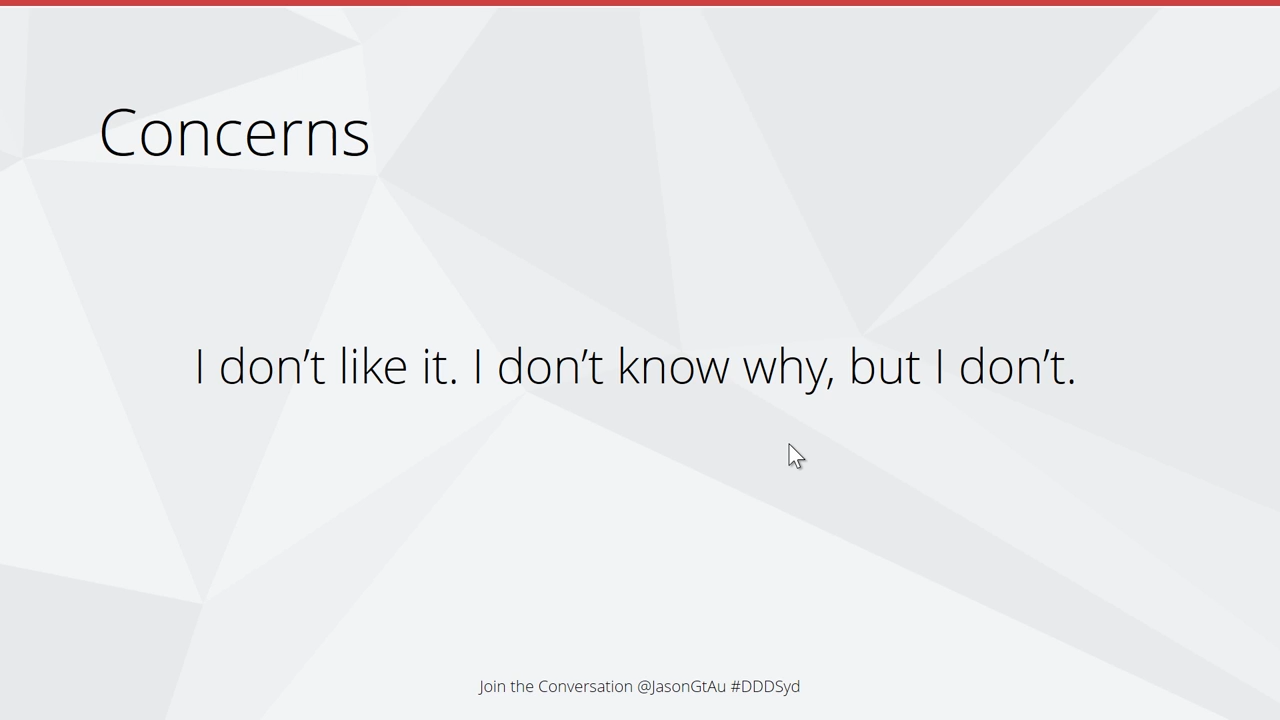 Concerns
I don’t like it. I don’t know why, but I don’t.
Join the Conversation @JasonGtAu #DDDSyd